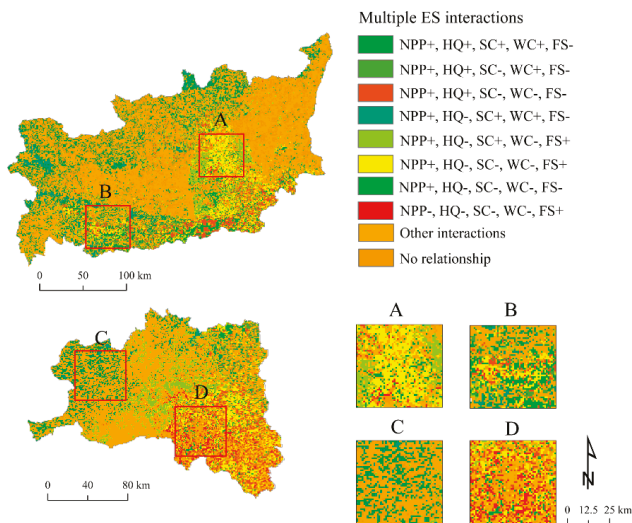 Multiple ES interactions
NPP+, HQ+, SC+, WC+, FS-
NPP+, HQ+, SC-, WC+, FS-
NPP+, HQ+, SC-, WC-, FS-
NPP+, HQ-, SC+, WC+, FS-
NPP+, HQ-, SC+, WC-, FS+
NPP+, HQ-, SC-, WC-, FS+
NPP+, HQ-, SC-, WC-, FS-
NPP-, HQ-, SC-, WC-, FS+
Other interactions
No relationship
A
B
0 50 100 km
C
D
0 40 80 km
A B
C D
N
0 12.5 25 km